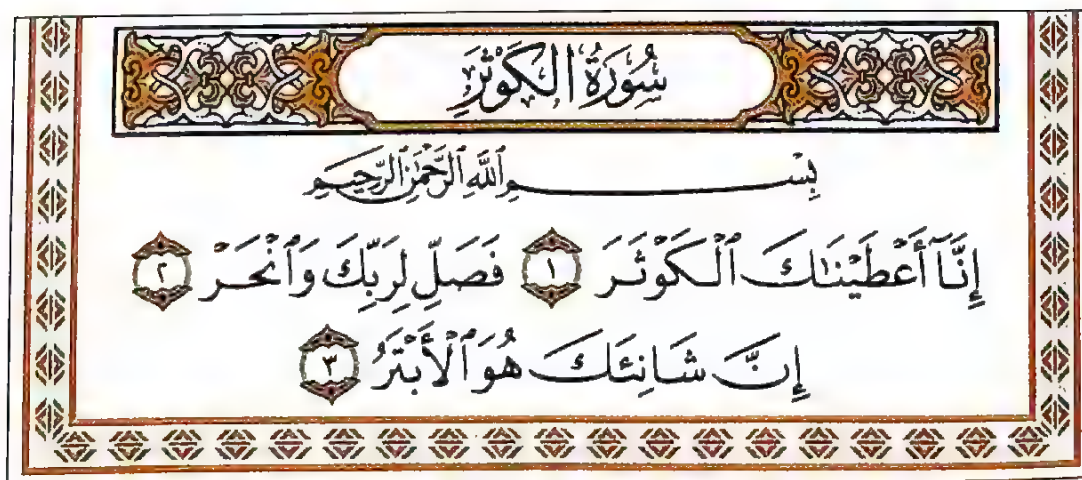 سُورَةُ الكَوْثَرِ
بِسْمِ ٱللَّهِ ٱلرَّحْمَٰنِ ٱلرَّحِيمِ
إِنَّآ أَعْطَيْنَٰكَ ٱلْكَوْثَرَ ١ فَصَلِّ لِرَبِّكَ وَٱنْحَرْ ٢
إِنَّ شَانِئَكَ هُوَ ٱلْأَبْتَرُ ٣